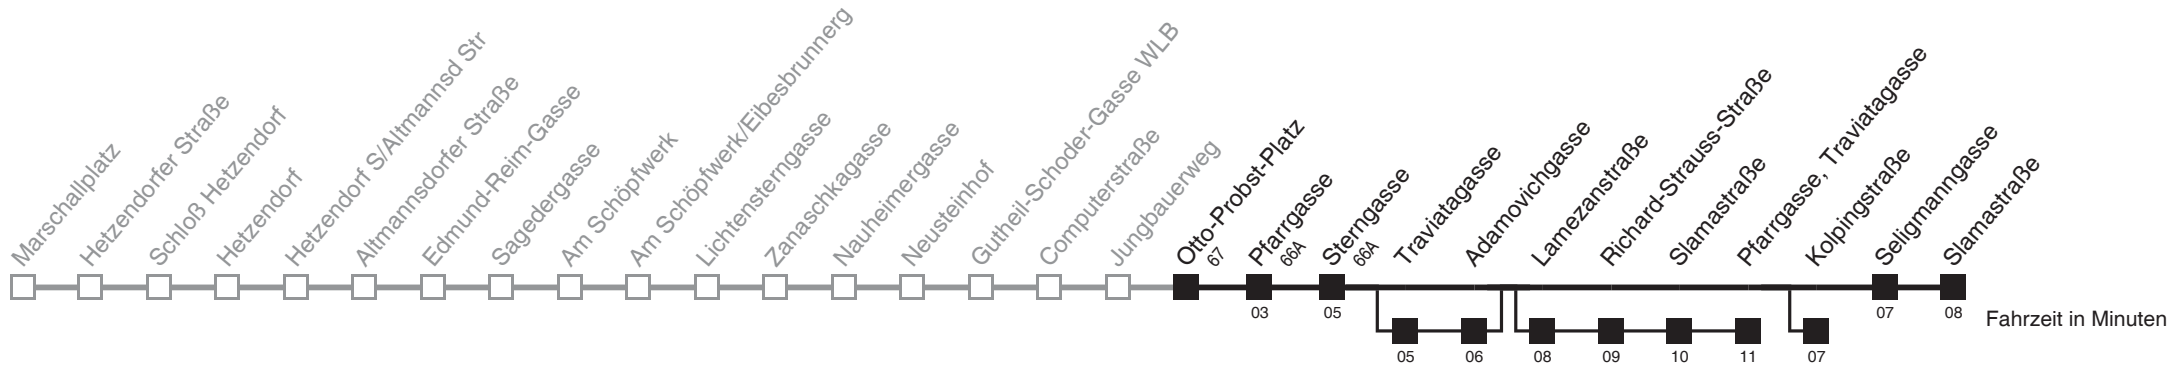 Marschallplatz
Hetzendorfer Straße
Schloß Hetzendorf
Hetzendorf
Hetzendorf S/Altmannsd Str
Altmannsdorfer Straße
Edmund-Reim-Gasse
Sagedergasse
Am Schöpfwerk
Am Schöpfwerk/Eibesbrunnerg
Lichtensterngasse
Zanaschkagasse
Nauheimergasse
Neusteinhof
Gutheil-Schoder-Gasse WLB
Computerstraße
Jungbauerweg
Otto-Probst-Platz
67
Pfarrgasse
66A
Sterngasse
66A
Traviatagasse
Adamovichgasse
Lamezanstraße
Richard-Strauss-Straße
Slamastraße
Pfarrgasse, Traviatagasse
Kolpingstraße
Seligmanngasse
Slamastraße
03 05 07 08
Fahrzeit in Minuten
05 06 08 09 10 11 07